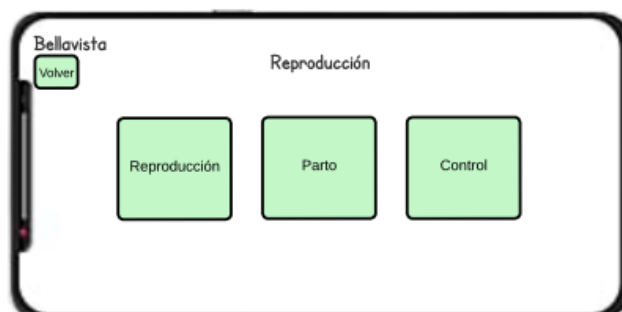 Bellavista
Volver
Reproducción
Reproducción
Parto
Control